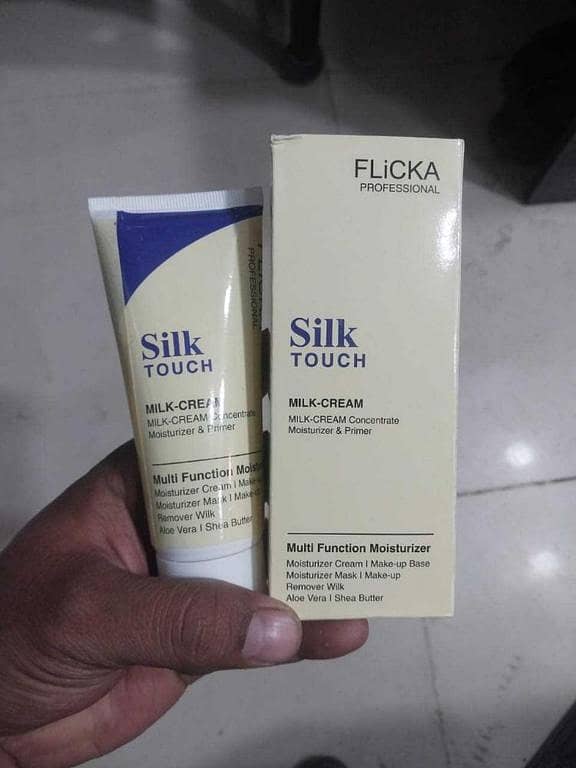 FLiCKA
PROFESSIONAL
Silk
TOUCH
MILK-CREAM
MILK-CREAM Concentrate
Moisturizer & Primer
Multi Function Moisturizer
Moisturizer Cream I Make-up Base
Moisturizer Mask I Make-up
Remover Wilk
Aloe Vera I Shea Butter
PROFESSIONAL
Silk
TOUCH
MILK-CREAM
MILK-CREAM Concentrate
Moisturizer & Primer
Multi Function
Moisturizer Cream I Make-u
Moisturizer Mask I Make-u
Remover Wilk
Aloe Vera I Shea Butter